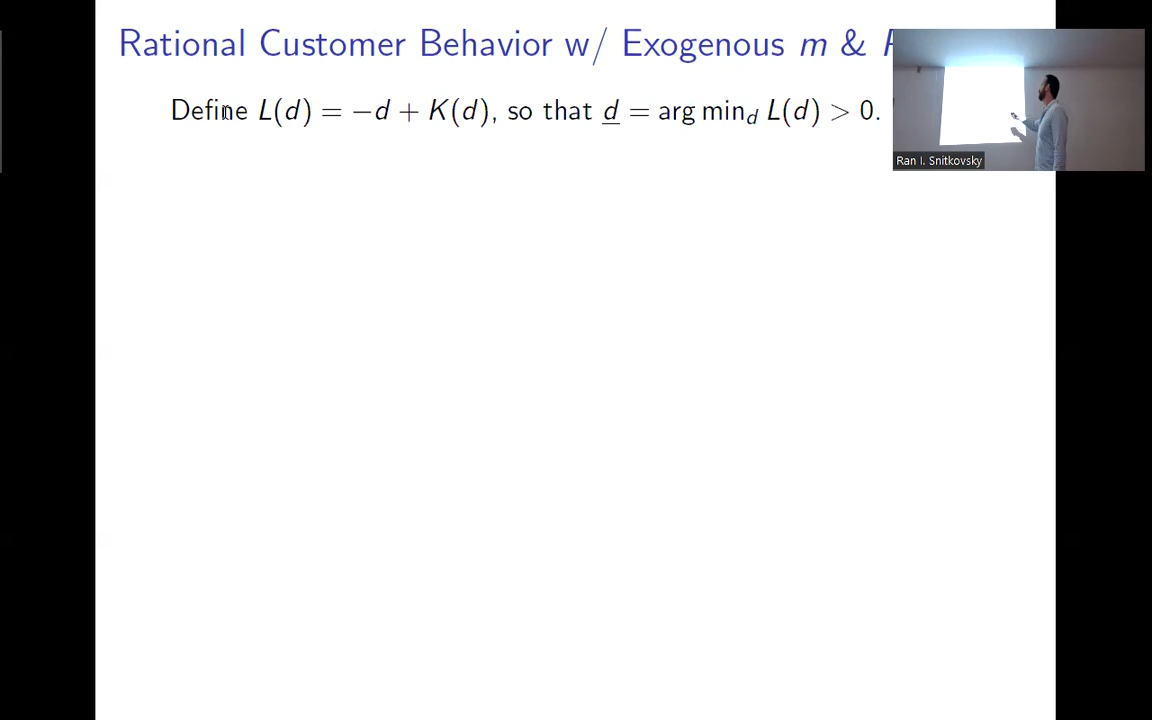 Rational Customer Behavior w/ Exogenous m &
Define L(d) = −d + K(d), so that d̲ = arg min_d L(d) > 0.
Ran I. Snitkovsky